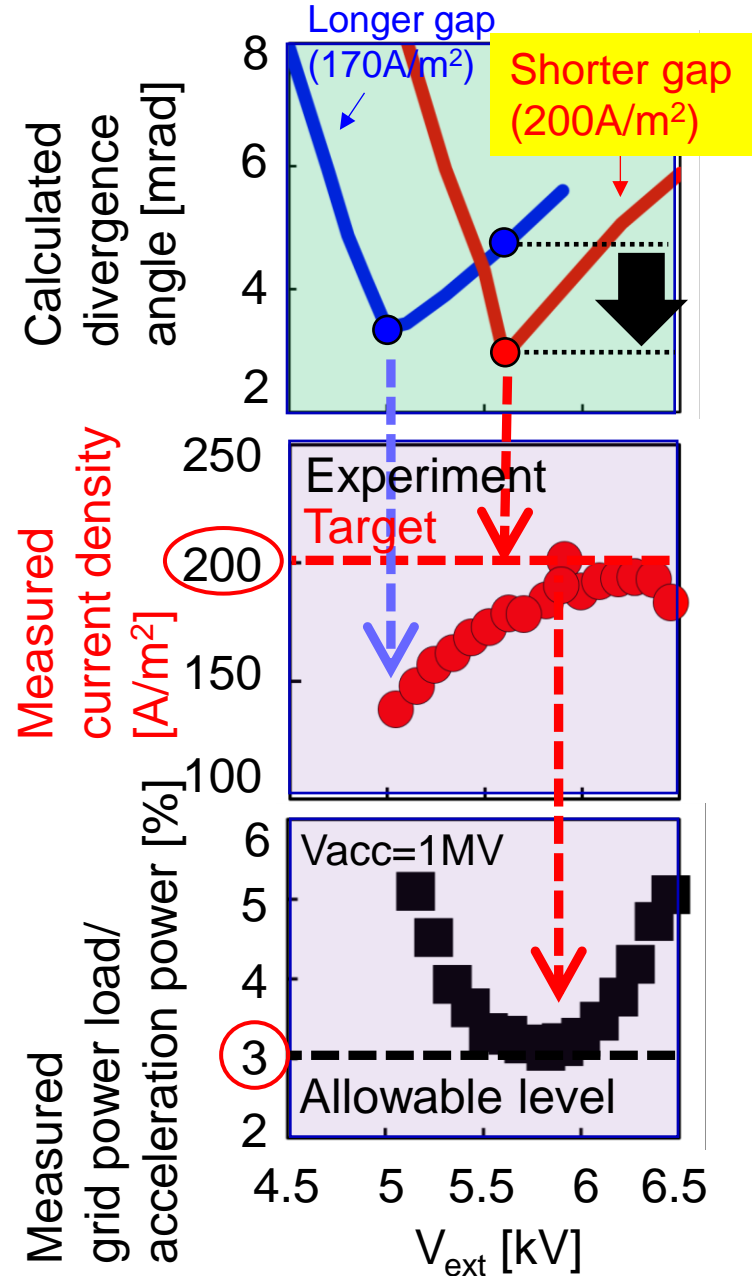 Longer gap
(170A/m²)
Shorter gap
(200A/m²)
Calculated
divergence
angle [mrad]
8
6
4
2
Measured
current density
[A/m²]
250
200
150
100
Experiment
Target
Measured
grid power load/
acceleration power [%]
6
5
4
3
2
Vacc=1MV
Allowable level
4.5 5 5.5 6 6.5
V_ext [kV]